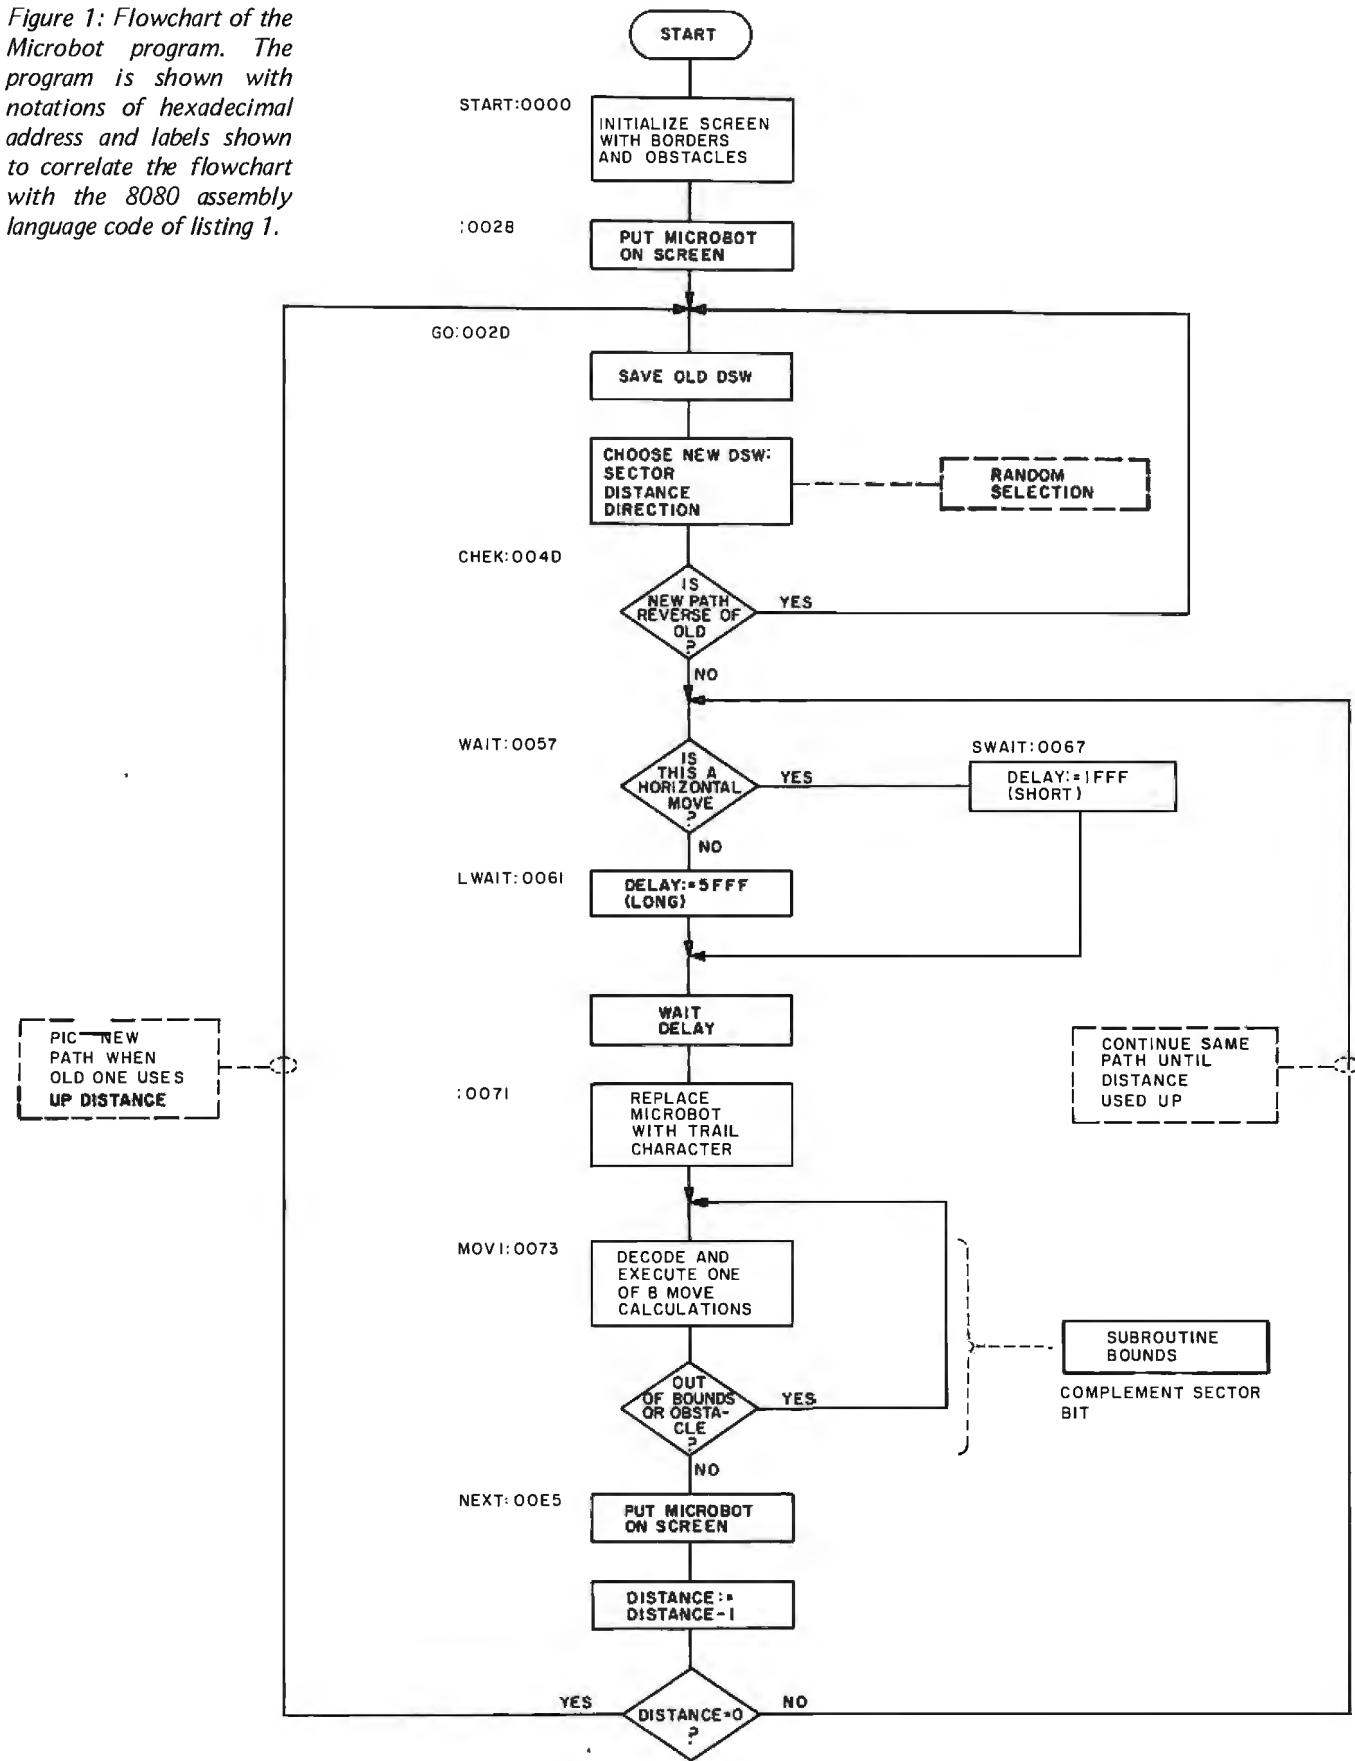 Figure 1: Flowchart of the
Microbot program. The
program is shown with
notations of hexadecimal
address and labels shown
to correlate the flowchart
with the 8080 assembly
language code of listing 1.
START
START:0000
INITIALIZE SCREEN
WITH BORDERS
AND OBSTACLES
:0028
PUT MICROBOT
ON SCREEN
GO:002D
SAVE OLD DSW
CHOOSE NEW DSW:
SECTOR
DISTANCE
DIRECTION
RANDOM
SELECTION
CHEK:004D
IS
NEW PATH
REVERSE OF
OLD
?
YES
NO
WAIT:0057
IS
THIS A
HORIZONTAL
MOVE
?
YES
SWAIT:0067
DELAY:=1FFF
(SHORT)
NO
LWAIT:0061
DELAY:=5FFF
(LONG)
WAIT
DELAY
PIC NEW
PATH WHEN
OLD ONE USES
UP DISTANCE
CONTINUE SAME
PATH UNTIL
DISTANCE
USED UP
:0071
REPLACE
MICROBOT
WITH TRAIL
CHARACTER
MOV1:0073
DECODE AND
EXECUTE ONE
OF 8 MOVE
CALCULATIONS
SUBROUTINE
BOUNDS
COMPLEMENT SECTOR
BIT
OUT
OF BOUNDS
OR OBSTA-
CLE
?
YES
NO
NEXT:00E5
PUT MICROBOT
ON SCREEN
DISTANCE:=
DISTANCE-1
YES
DISTANCE=0
?
NO